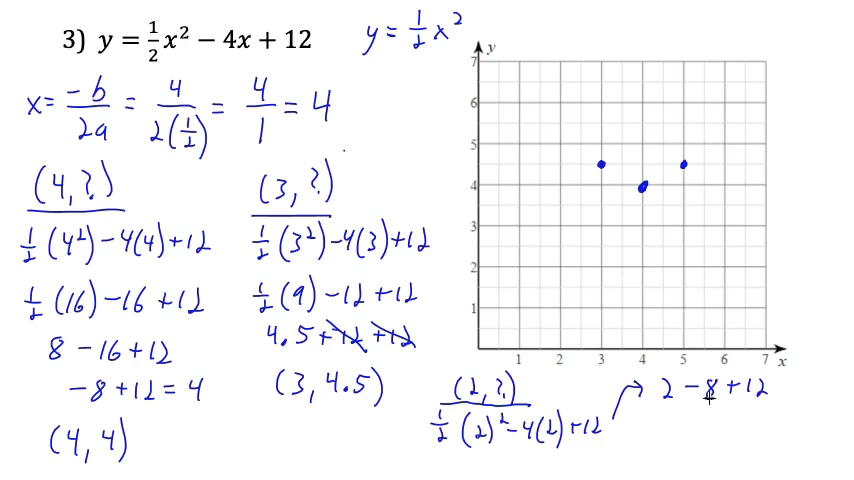 3) y = 1/2 x² − 4x + 12
y = 1/2 x²
x = −b/2a = 4/2(1/2) = 4/1 = 4
(4, ?)
1/2 (4²) − 4(4) + 12
1/2 (16) − 16 + 12
8 − 16 + 12
−8 + 12 = 4
(4, 4)
(3, ?)
1/2 (3²) − 4(3) + 12
1/2 (9) − 12 + 12
4.5 + 12 + 12
(3, 4.5)
y
7
6
5
4
3
2
1
1 2 3 4 5 6 7 x
(2, ?)
1/2 (2)² − 4(2) + 12 → 2 − 8 + 12